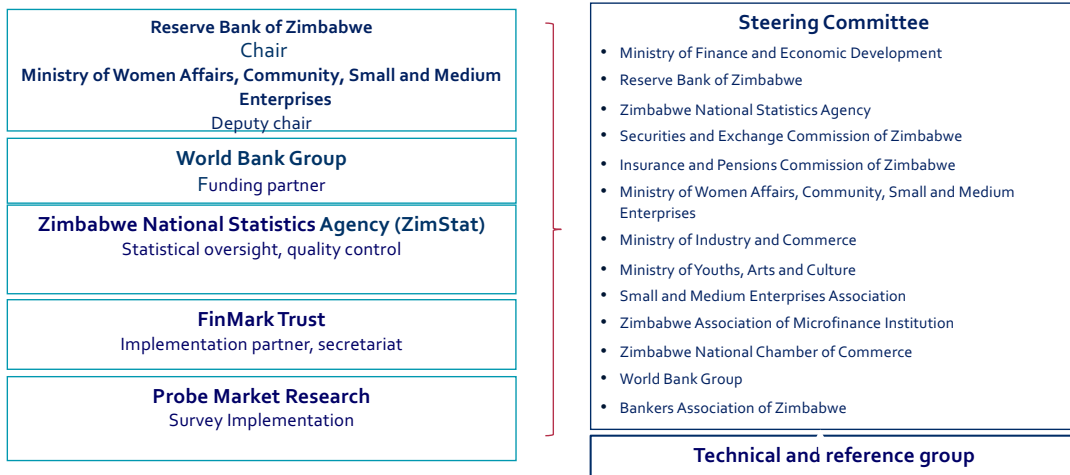 Reserve Bank of Zimbabwe
Chair
Ministry of Women Affairs, Community, Small and Medium
Enterprises
Deputy chair
World Bank Group
Funding partner
Zimbabwe National Statistics Agency (ZimStat)
Statistical oversight, quality control
FinMark Trust
Implementation partner, secretariat
Probe Market Research
Survey Implementation
Steering Committee
• Ministry of Finance and Economic Development
• Reserve Bank of Zimbabwe
• Zimbabwe National Statistics Agency
• Securities and Exchange Commission of Zimbabwe
• Insurance and Pensions Commission of Zimbabwe
• Ministry of Women Affairs, Community, Small and Medium
Enterprises
• Ministry of Industry and Commerce
• Ministry of Youths, Arts and Culture
• Small and Medium Enterprises Association
• Zimbabwe Association of Microfinance Institution
• Zimbabwe National Chamber of Commerce
• World Bank Group
• Bankers Association of Zimbabwe
Technical and reference group